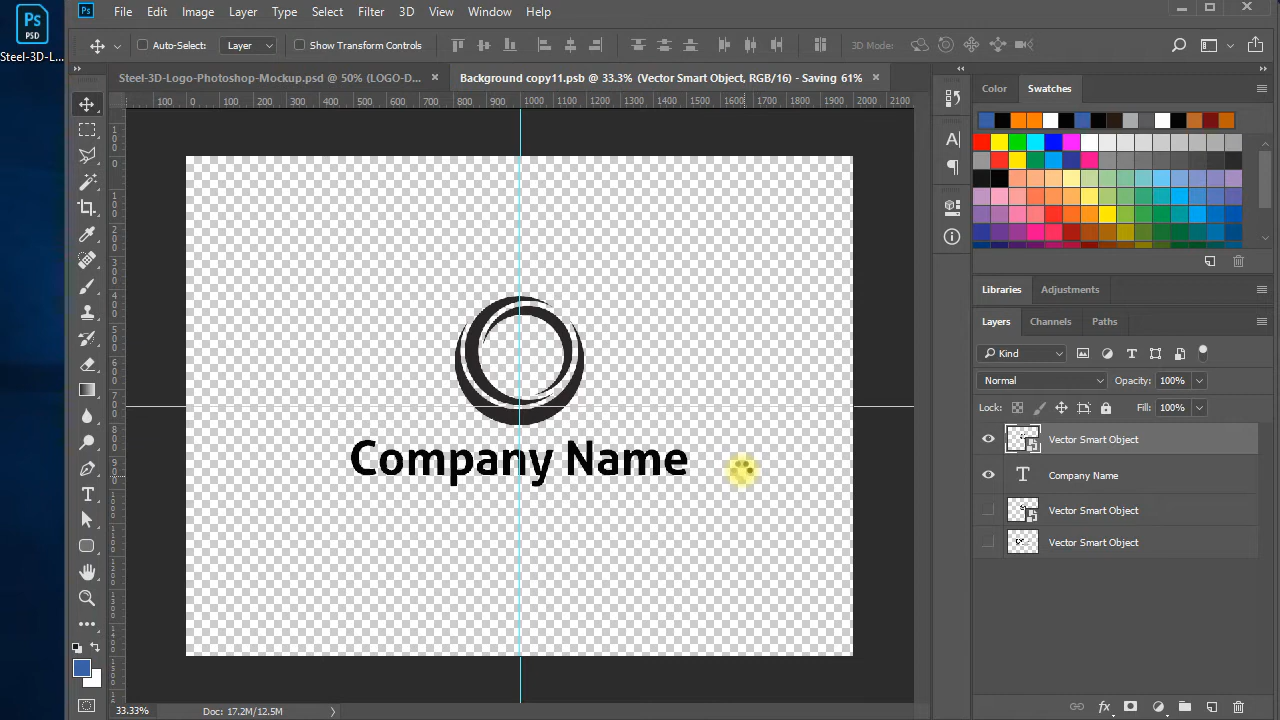 Ps
PSD
Steel-3D-L...
Ps File Edit Image Layer Type Select Filter 3D View Window Help
Auto-Select: Layer Show Transform Controls 3D Mode:
Steel-3D-Logo-Photoshop-Mockup.psd @ 50% (LOGO-D... × Background copy11.psb @ 33.3% (Vector Smart Object, RGB/16) - Saving 61% ×
100 0 100 200 300 400 500 600 700 800 900 1000 1100 1200 1300 1400 1500 1600 1700 1800 1900 2000 2100
Color Swatches
Libraries Adjustments
Layers Channels Paths
Kind
Normal Opacity: 100%
Lock: Fill: 100%
Vector Smart Object
T Company Name
Vector Smart Object
Vector Smart Object
Company Name
33.33% Doc: 17.2M/12.5M
fx